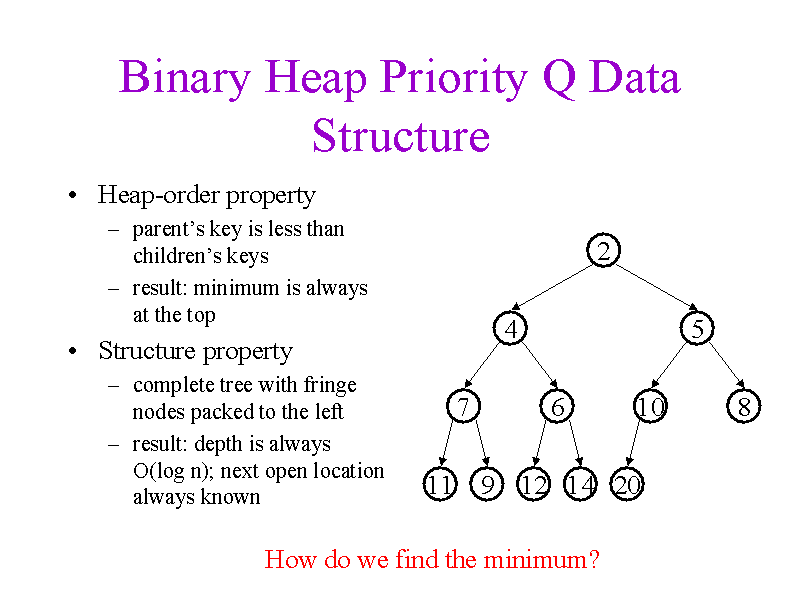 Binary Heap Priority Q Data
Structure
• Heap-order property
– parent’s key is less than
children’s keys
– result: minimum is always
at the top
• Structure property
– complete tree with fringe
nodes packed to the left
– result: depth is always
O(log n); next open location
always known
2
4 5
7 6 10 8
11 9 12 14 20
How do we find the minimum?